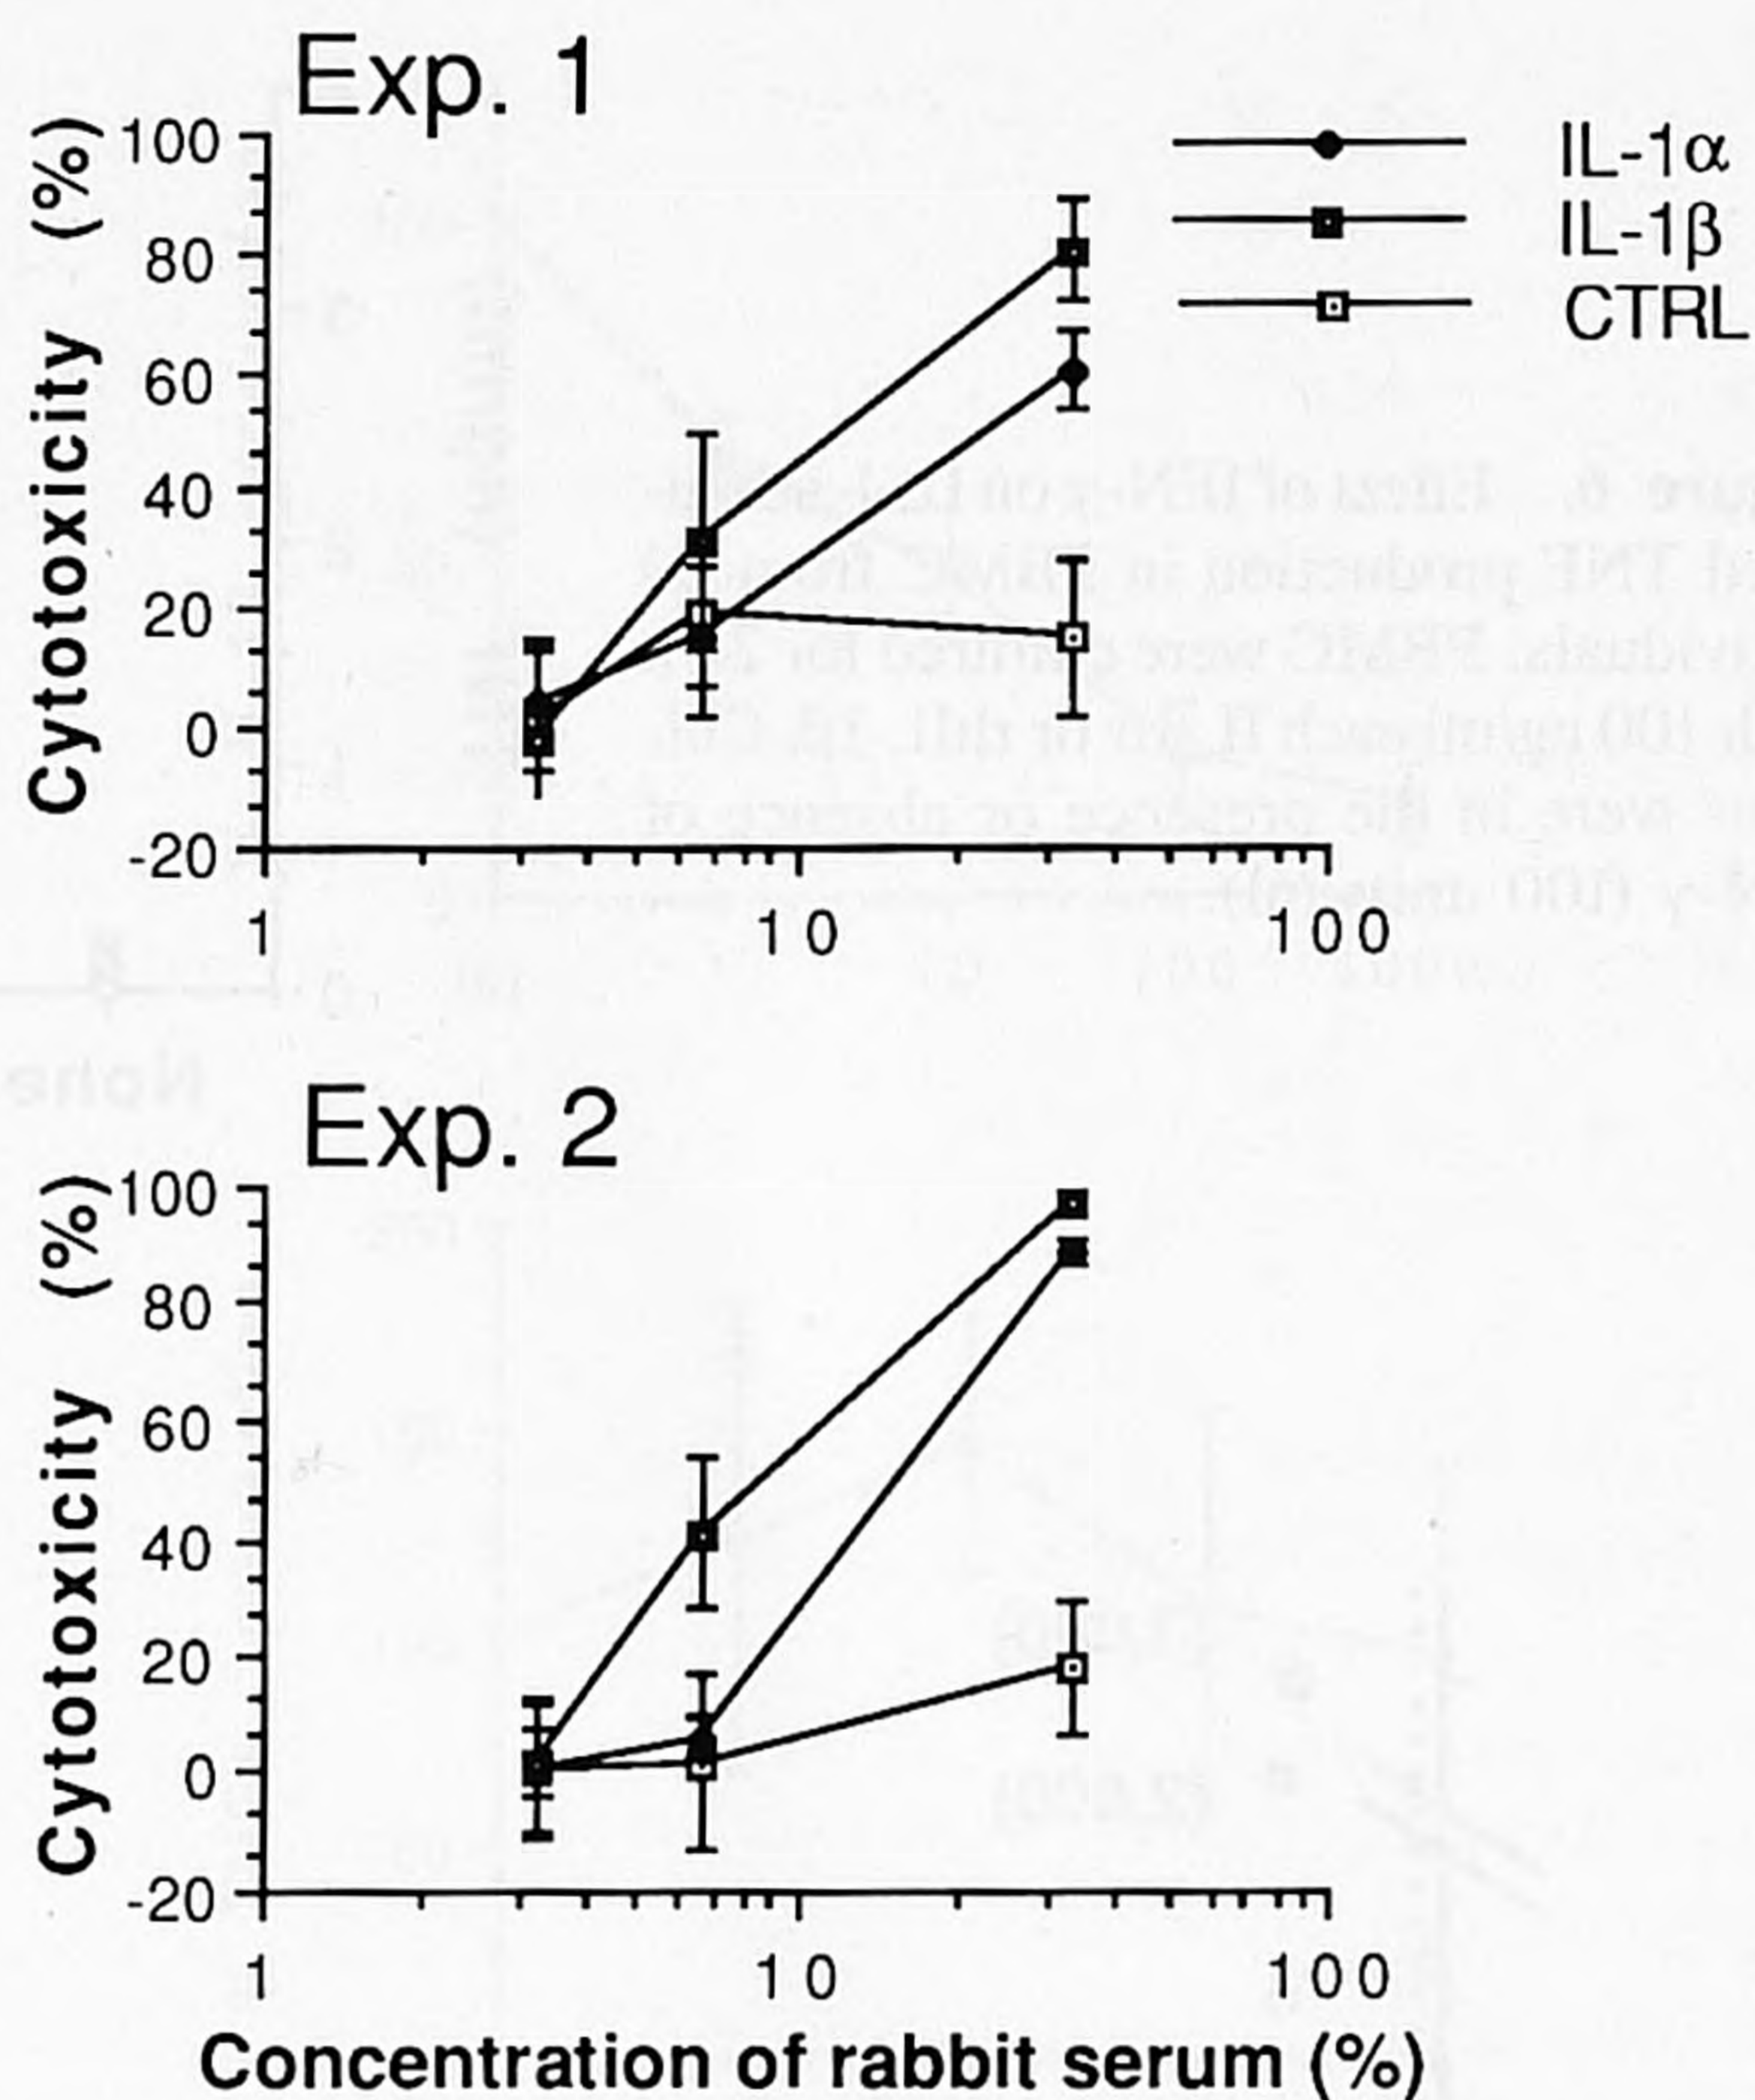 Exp. 1
Cytotoxicity (%)
100
80
60
40
20
0
-20
1 10 100
IL-1α
IL-1β
CTRL
Exp. 2
Cytotoxicity (%)
100
80
60
40
20
0
-20
1 10 100
Concentration of rabbit serum (%)